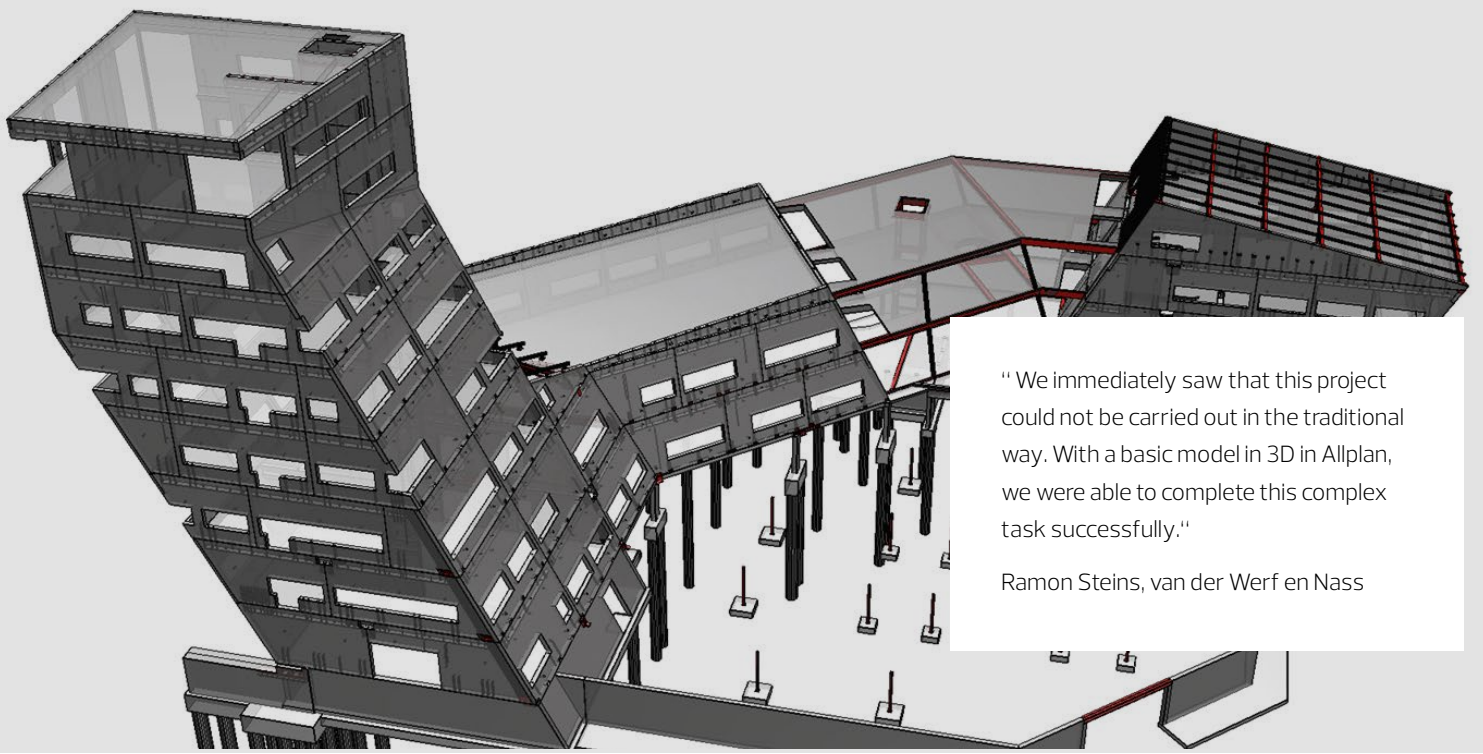 “ We immediately saw that this project
could not be carried out in the traditional
way. With a basic model in 3D in Allplan,
we were able to complete this complex
task successfully.“
Ramon Steins, van der Werf en Nass